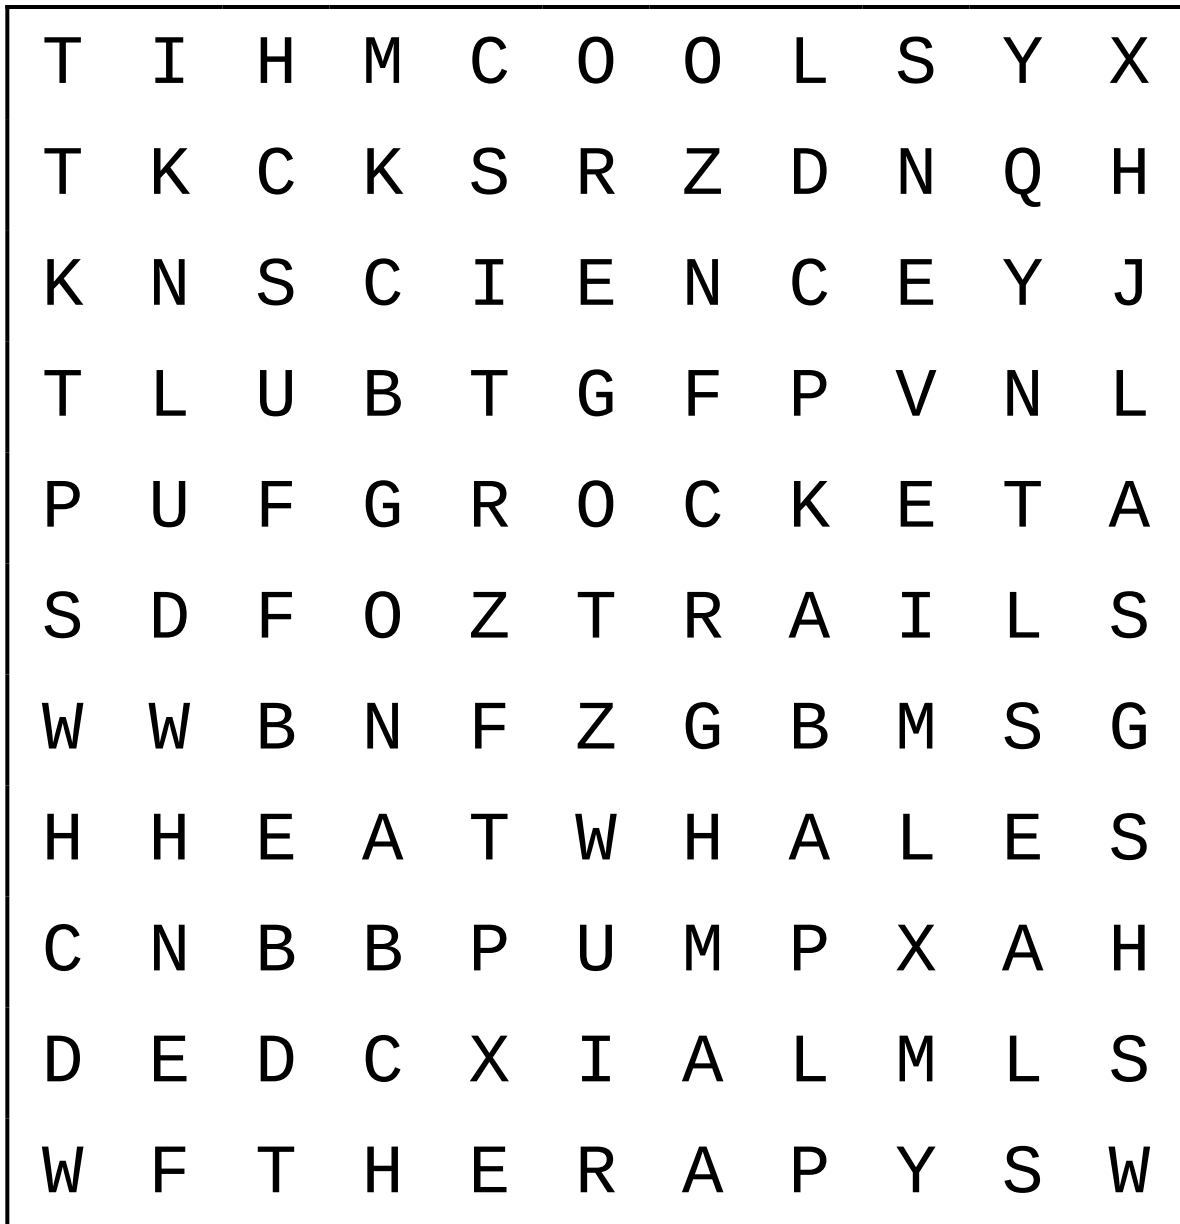 T I H M C O O L S Y X
T K C K S R Z D N Q H
K N S C I E N C E Y J
T L U B T G F P V N L
P U F G R O C K E T A
S D F O Z T R A I L S
W W B N F Z G B M S G
H H E A T W H A L E S
C N B B P U M P X A H
D E D C X I A L M L S
W F T H E R A P Y S W